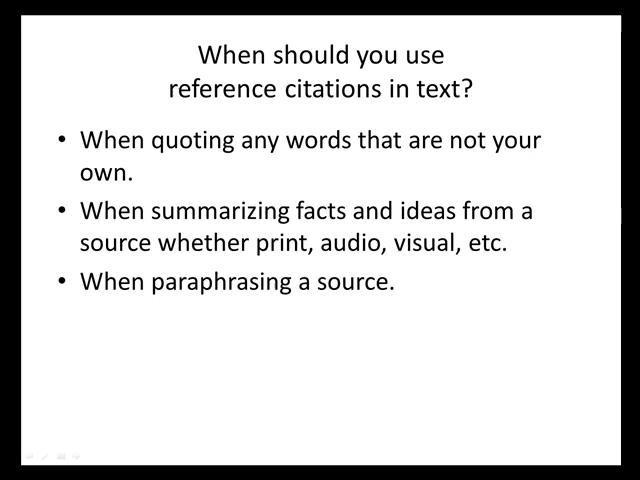 When should you use
reference citations in text?
• When quoting any words that are not your
own.
• When summarizing facts and ideas from a
source whether print, audio, visual, etc.
• When paraphrasing a source.